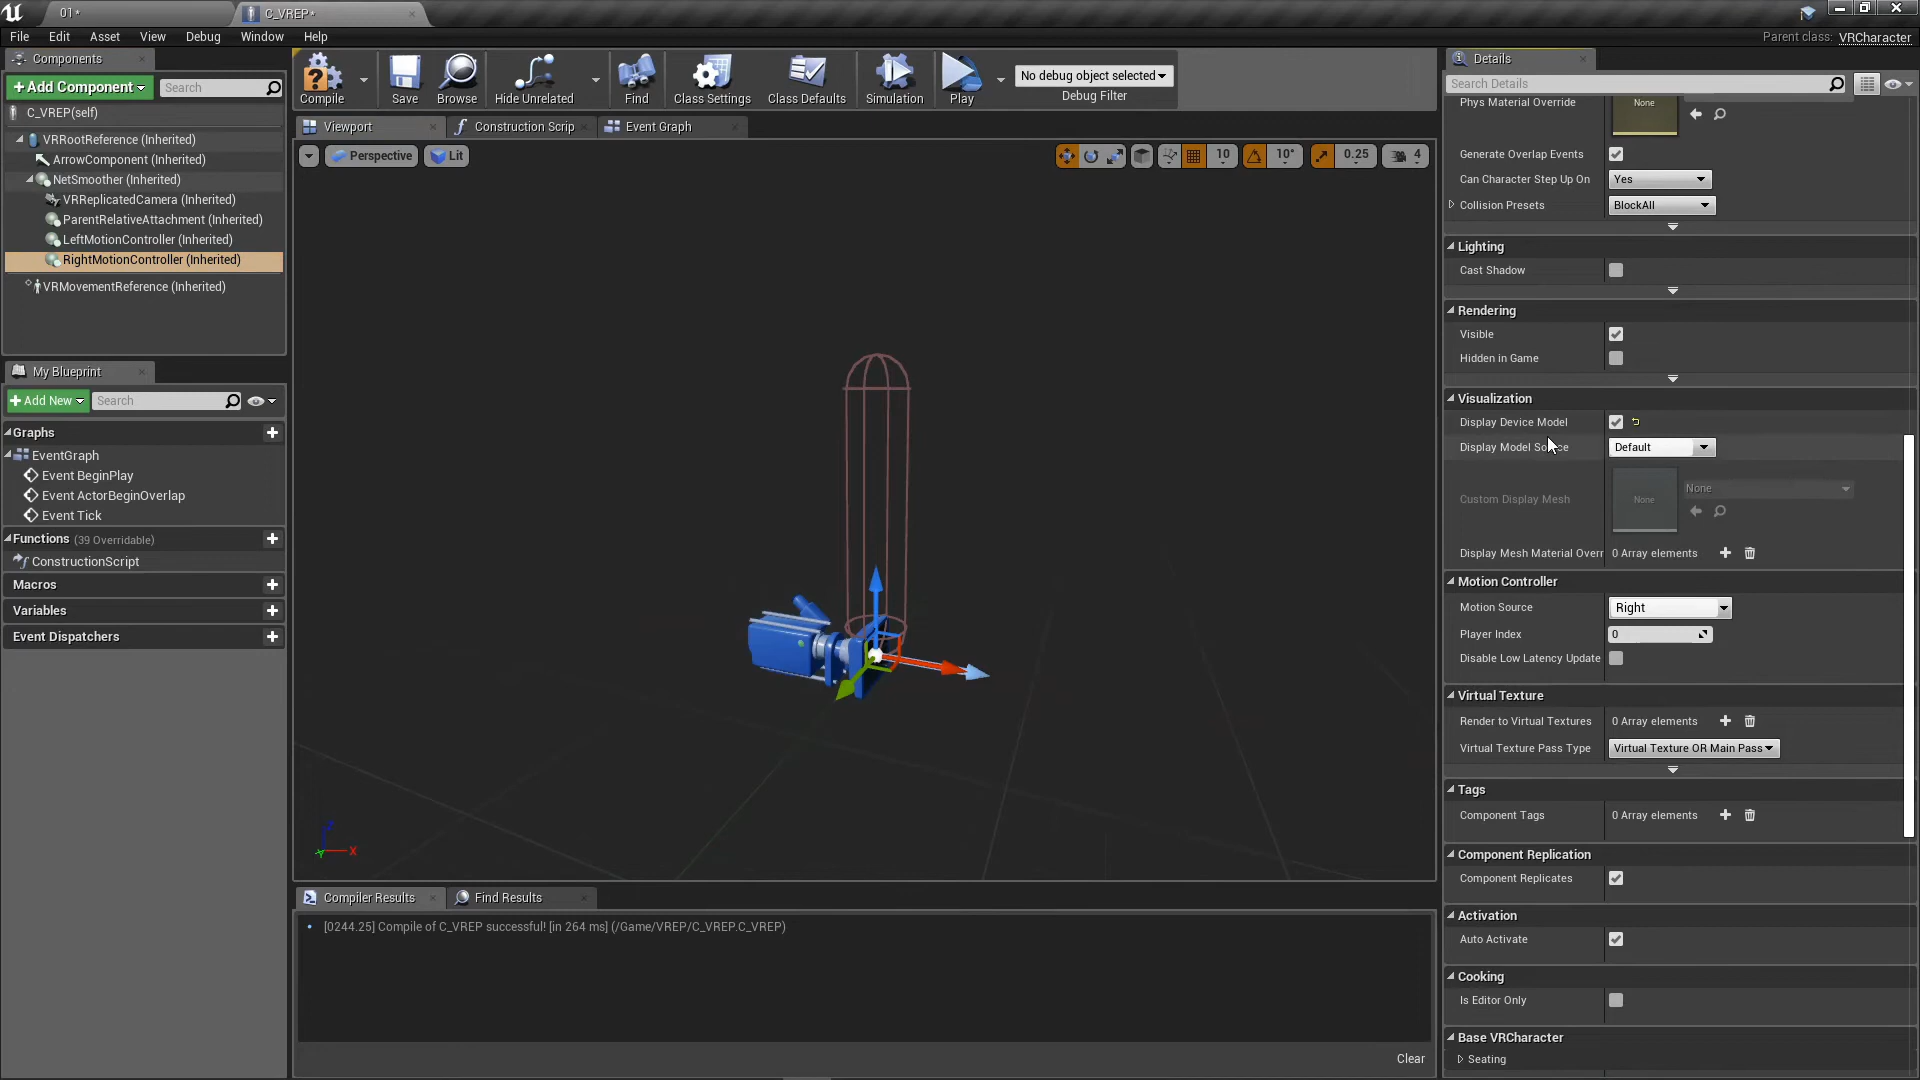 01*
C_VREP*
File Edit Asset View Debug Window Help
Parent class: VRCharacter
Components
+Add Component
Search
C_VREP(self)
VRRootReference (Inherited)
ArrowComponent (Inherited)
NetSmoother (Inherited)
VRReplicatedCamera (Inherited)
ParentRelativeAttachment (Inherited)
LeftMotionController (Inherited)
RightMotionController (Inherited)
VRMovementReference (Inherited)
My Blueprint
+Add New
Search
Graphs
EventGraph
Event BeginPlay
Event ActorBeginOverlap
Event Tick
Functions (39 Overridable)
ConstructionScript
Macros
Variables
Event Dispatchers
Compile
Save
Browse
Hide Unrelated
Find
Class Settings
Class Defaults
Simulation
Play
No debug object selected
Debug Filter
Viewport
Construction Scrip
Event Graph
Perspective
Lit
10
10°
0.25
4
Z
X
Y
Compiler Results
Find Results
• [0244.25] Compile of C_VREP successful! [in 264 ms] (/Game/VREP/C_VREP.C_VREP)
Clear
Details
Search Details
Phys Material Override
None
Generate Overlap Events
Can Character Step Up On Yes
Collision Presets BlockAll
Lighting
Cast Shadow
Rendering
Visible
Hidden in Game
Visualization
Display Device Model
Display Model Default
Custom Display Mesh None None
Display Mesh Material Overr 0 Array elements
Motion Controller
Motion Source Right
Player Index 0
Disable Low Latency Update
Virtual Texture
Render to Virtual Textures 0 Array elements
Virtual Texture Pass Type Virtual Texture OR Main Pass
Tags
Component Tags 0 Array elements
Component Replication
Component Replicates
Activation
Auto Activate
Cooking
Is Editor Only
Base VRCharacter
Seating